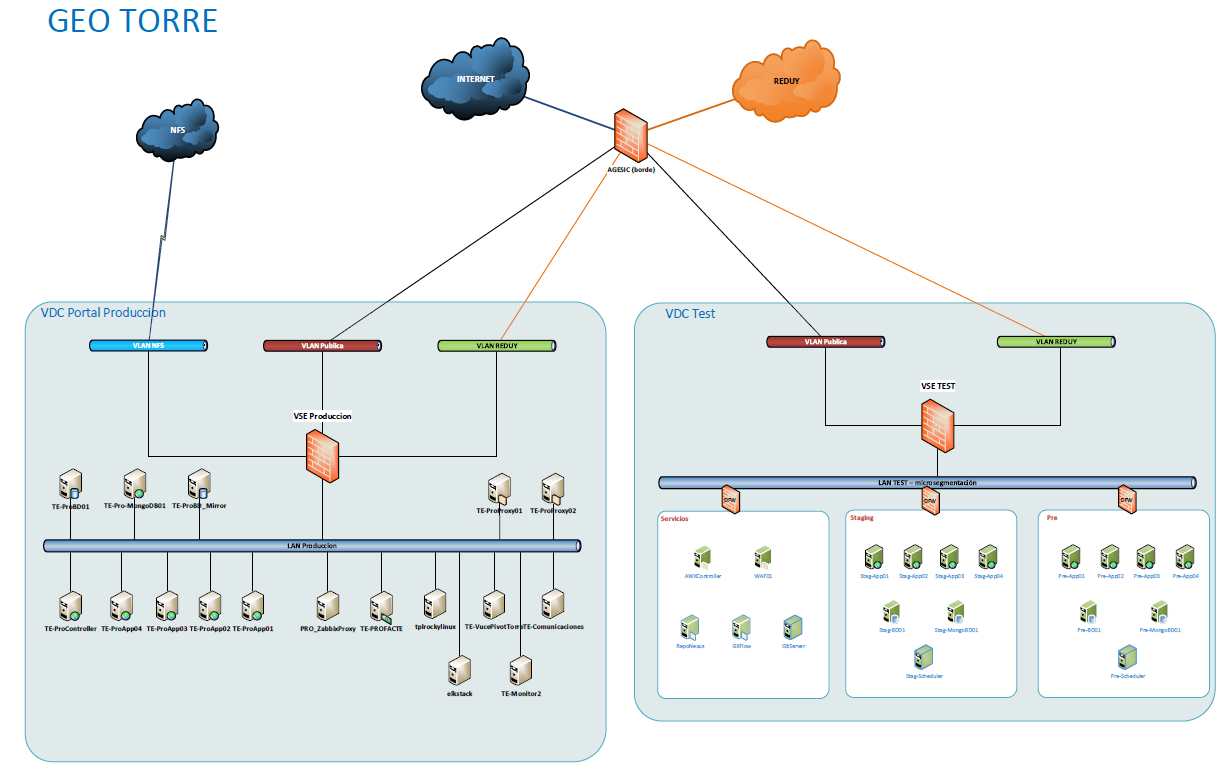 GEO TORRE
INTERNET
REDUY
NFS
AGESIC (borde)
VDC Portal Produccion
VDC Test
VLAN NFS
VLAN Publica
VLAN REDUY
VLAN Publica
VLAN REDUY
VSE Produccion
VSE TEST
TE-ProBD01
TE-Pro-MongoDB01
TE-ProBD_Mirror
TE-ProProxy01
TE-ProProxy02
LAN Produccion
TE-ProController
TE-ProApp04
TE-ProApp03
TE-ProApp02
TE-ProApp01
PRO_ZabbixProxy
TE-PROFACTE
tplrockylinux
TE-VucePivotTorre
TE-Comunicaciones
elkstack
TE-Monitor2
LAN TEST – microsegmentación
DFW
DFW
DFW
Servicios
AWXController
WAF01
RepoNexus
GXFlow
GitServer
Staging
Stag-App01
Stag-App02
Stag-App03
Stag-App04
Stag-BD01
Stag-MongoBD01
Stag-Scheduler
Pre
Pre-App01
Pre-App02
Pre-App03
Pre-App04
Pre-BD01
Pre-MongoBD01
Pre-Scheduler